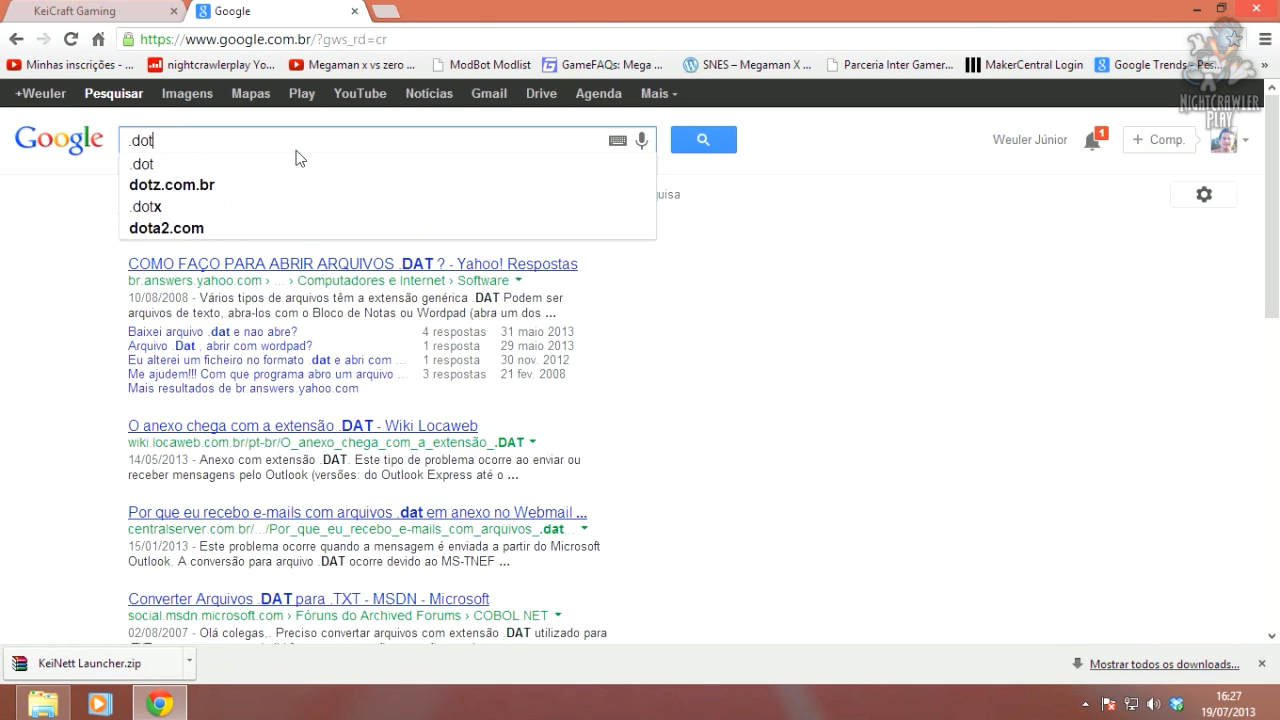 KeiCraft Gaming
Google
https://www.google.com.br/?gws_rd=cr
Minhas inscrições - ... nightcrawlerplay Yo... Megaman x vs zero ... ModBot Modlist GameFAQs: Mega ... SNES – Megaman X ... Parceria Inter Gamer... MakerCentral Login Google Trends - Pes... »
+Weuler Pesquisar Imagens Mapas Play YouTube Notícias Gmail Drive Agenda Mais
NIGHTCRAWLER
PLAY
Google .dot Weuler Júnior 1 + Comp.
.dot
dotz.com.br
uisa
.dotx
dota2.com
COMO FAÇO PARA ABRIR ARQUIVOS .DAT ? - Yahoo! Respostas
br.answers.yahoo.com › ... › Computadores e Internet › Software
10/08/2008 - Vários tipos de arquivos têm a extensão genérica .DAT Podem ser
arquivos de texto, abra-los com o Bloco de Notas ou Wordpad (abra um dos ...
Baixei arquivo .dat e nao abre? 4 respostas 31 maio 2013
Arquivo .Dat , abrir com wordpad? 1 resposta 29 maio 2013
Eu alterei um ficheiro no formato .dat e abri com ... 1 resposta 30 nov. 2012
Me ajudem!!! Com que programa abro um arquivo ... 3 respostas 21 fev. 2008
Mais resultados de br.answers.yahoo.com
O anexo chega com a extensão .DAT - Wiki Locaweb
wiki.locaweb.com.br/pt-br/O_anexo_chega_com_a_extensão_.DAT
14/05/2013 - Anexo com extensão .DAT. Este tipo de problema ocorre ao enviar ou
receber mensagens pelo Outlook (versões: do Outlook Express até o ...
Por que eu recebo e-mails com arquivos .dat em anexo no Webmail ...
centralserver.com.br/.../Por_que_eu_recebo_e-mails_com_arquivos_.dat...
15/01/2013 - Este problema ocorre quando a mensagem é enviada a partir do Microsoft
Outlook. A conversão para arquivo .DAT ocorre devido ao MS-TNEF ...
Converter Arquivos .DAT para .TXT - MSDN - Microsoft
social.msdn.microsoft.com › Fóruns do Archived Forums › COBOL.NET
02/08/2007 - Olá colegas,. Preciso convertar arquivos com extensão .DAT utilizado para
KeiNett Launcher.zip Mostrar todos os downloads...
16:27
19/07/2013